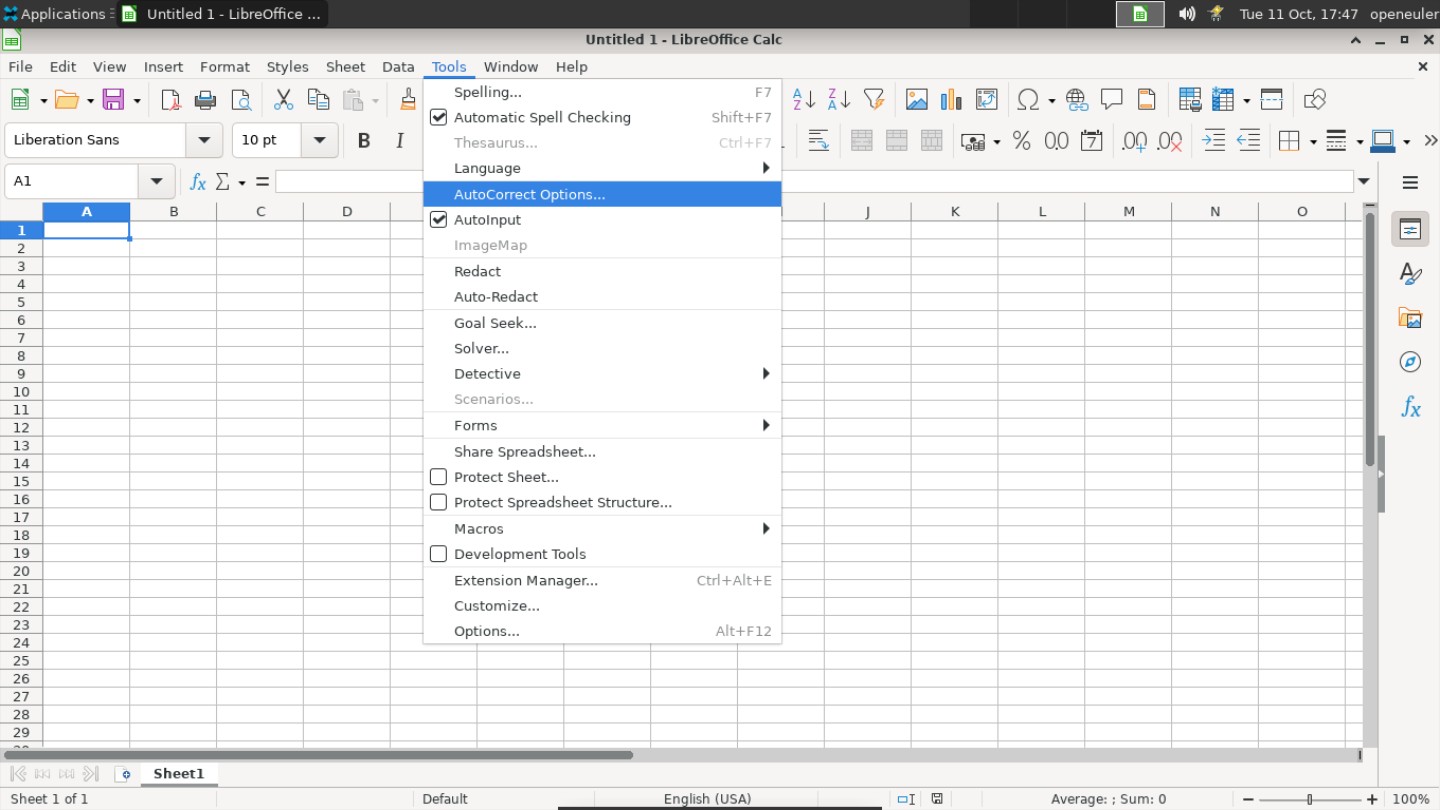 Applications
Untitled 1 - LibreOffice ...
Tue 11 Oct, 17:47
openeuler
Untitled 1 - LibreOffice Calc
File Edit View Insert Format Styles Sheet Data Tools Window Help
Liberation Sans
10 pt
B I
A1
A B C D J K L M N O
1
2
3
4
5
6
7
8
9
10
11
12
13
14
15
16
17
18
19
20
21
22
23
24
25
26
27
28
29
Spelling... F7
Automatic Spell Checking Shift+F7
Thesaurus... Ctrl+F7
Language
AutoCorrect Options...
AutoInput
ImageMap
Redact
Auto-Redact
Goal Seek...
Solver...
Detective
Scenarios...
Forms
Share Spreadsheet...
Protect Sheet...
Protect Spreadsheet Structure...
Macros
Development Tools
Extension Manager... Ctrl+Alt+E
Customize...
Options... Alt+F12
Sheet1
Sheet 1 of 1
Default
English (USA)
Average: ; Sum: 0
100%